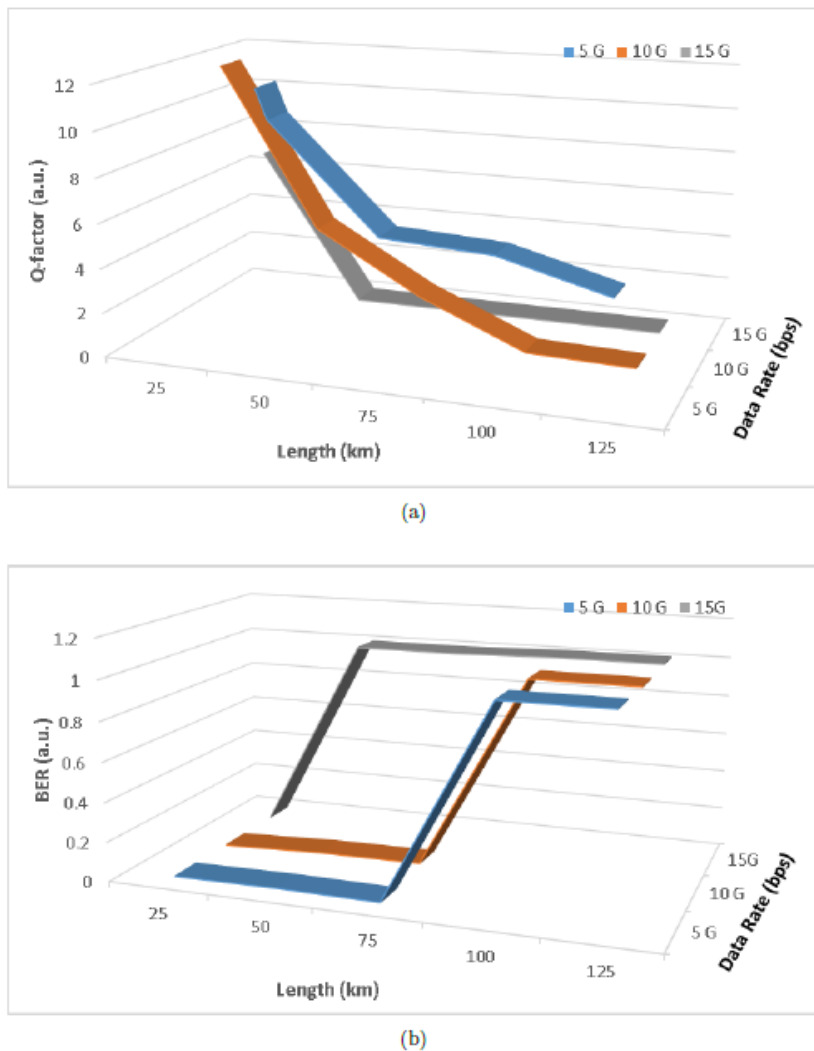 5 G 10 G 15 G
12
10
8
6
4
2
0
Q-factor (a.u.)
25
50
75
100
125
Length (km)
15 G
10 G
5 G
Data Rate (bps)
(a)
5 G 10 G 15G
1.2
1
0.8
0.6
0.4
0.2
0
BER (a.u.)
25
50
75
100
125
Length (km)
15G
10 G
5 G
Data Rate (bps)
(b)